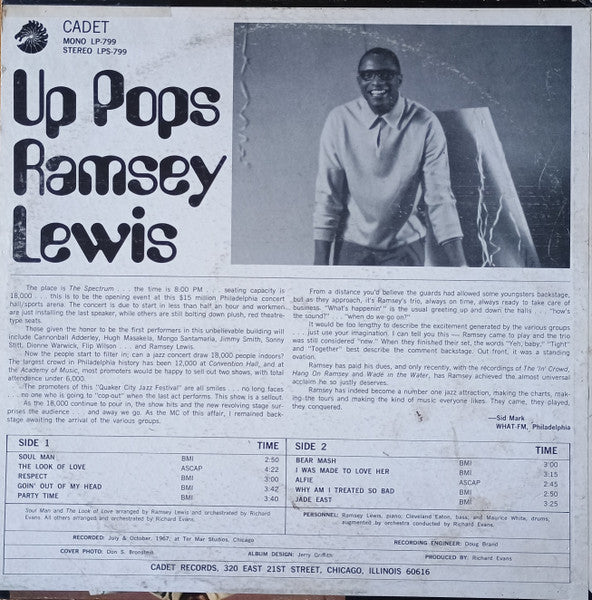 CADET
MONO LP-799
STEREO LPS-799
Up Pops
Ramsey
Lewis
The place is The Spectrum . . . the time is 8:00 PM . . . seating capacity is
18,000 . . . this is to be the opening event at this $15 million Philadelphia concert
hall/sports arena. The concert is due to start in less than half an hour and workmen
are just installing the last speaker, while others are still bolting down plush, red theatre-
type seats.
Those given the honor to be the first performers in this unbelievable building will
include Cannonball Adderley, Hugh Masakela, Mongo Santamaria, Jimmy Smith, Sonny
Stitt, Dionne Warwick, Flip Wilson . . . and Ramsey Lewis.
Now the people start to filter in; can a jazz concert draw 18,000 people indoors?
The largest crowd in Philadelphia history has been 12,000 at Convention Hall, and at
the Academy of Music, most promoters would be happy to sell out two shows, with total
attendance under 6,000.
The promoters of this "Quaker City Jazz Festival" are all smiles . . . no long faces
. . . no one who is going to "cop-out" when the last act performs. This show is a sellout.
As the 18,000 continue to pour in, the show hits and the new revolving stage sur-
prises the audience . . . and away we go. As the MC of this affair, I remained back-
stage awaiting the arrival of the various groups.
From a distance you'd believe the guards had allowed some youngsters backstage,
but as they approach, it's Ramsey's trio, always on time, always ready to take care of
business. "What's happenin'" is the usual greeting up and down the halls . . . "how's
the sound?" . . . "when do we go on?"
It would be too lengthy to describe the excitement generated by the various groups
. . . just use your imagination. I can tell you this — Ramsey came to play and the trio
was still considered "new." When they finished their set, the words "Yeh, baby," "Tight"
and "Together" best describe the comment backstage. Out front, it was a standing
ovation.
Ramsey has paid his dues, and only recently, with the recordings of The 'In' Crowd,
Hang On Ramsey and Wade in the Water, has Ramsey achieved the almost universal
acclaim he so justly deserves.
Ramsey has indeed become a number one jazz attraction, making the charts, mak-
ing the tours and making the kind of music everyone likes. They came, they played,
they conquered.
—Sid Mark
WHAT-FM, Philadelphia
SIDE 1 TIME
SOUL MAN BMI 2:50
THE LOOK OF LOVE ASCAP 4:22
RESPECT BMI 3:00
GOIN' OUT OF MY HEAD BMI 3:42
PARTY TIME BMI 3:40
Soul Man and The Look of Love arranged by Ramsey Lewis and orchestrated by Richard
Evans. All others arranged and orchestrated by Richard Evans.
SIDE 2 TIME
BEAR MASH BMI 3:00
I WAS MADE TO LOVE HER BMI 3:15
ALFIE ASCAP 2:45
WHY AM I TREATED SO BAD BMI 2:50
JADE EAST BMI 3:25
PERSONNEL: Ramsey Lewis, piano; Cleveland Eaton, bass; and Maurice White, drums;
augmented by orchestra conducted by Richard Evans.
RECORDED: July & October, 1967, at Ter Mar Studios, Chicago
RECORDING ENGINEER: Doug Brand
COVER PHOTO: Don S. Bronstein
ALBUM DESIGN: Jerry Griffith
PRODUCED BY: Richard Evans
CADET RECORDS, 320 EAST 21ST STREET, CHICAGO, ILLINOIS 60616